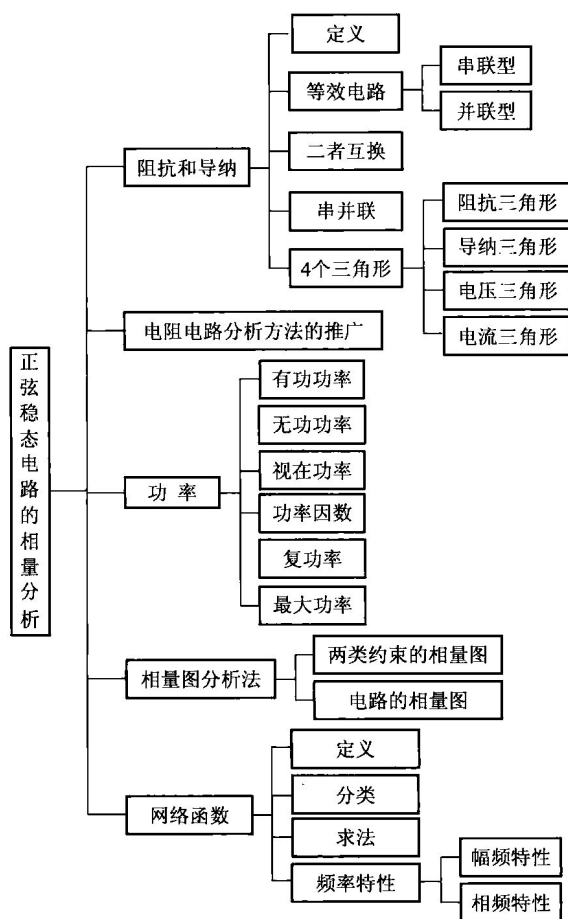 正弦稳态电路的相量分析
阻抗和导纳
定义
等效电路
串联型
并联型
二者互换
串并联
4个三角形
阻抗三角形
导纳三角形
电压三角形
电流三角形
电阻电路分析方法的推广
功 率
有功功率
无功功率
视在功率
功率因数
复功率
最大功率
相量图分析法
两类约束的相量图
电路的相量图
网络函数
定义
分类
求法
频率特性
幅频特性
相频特性